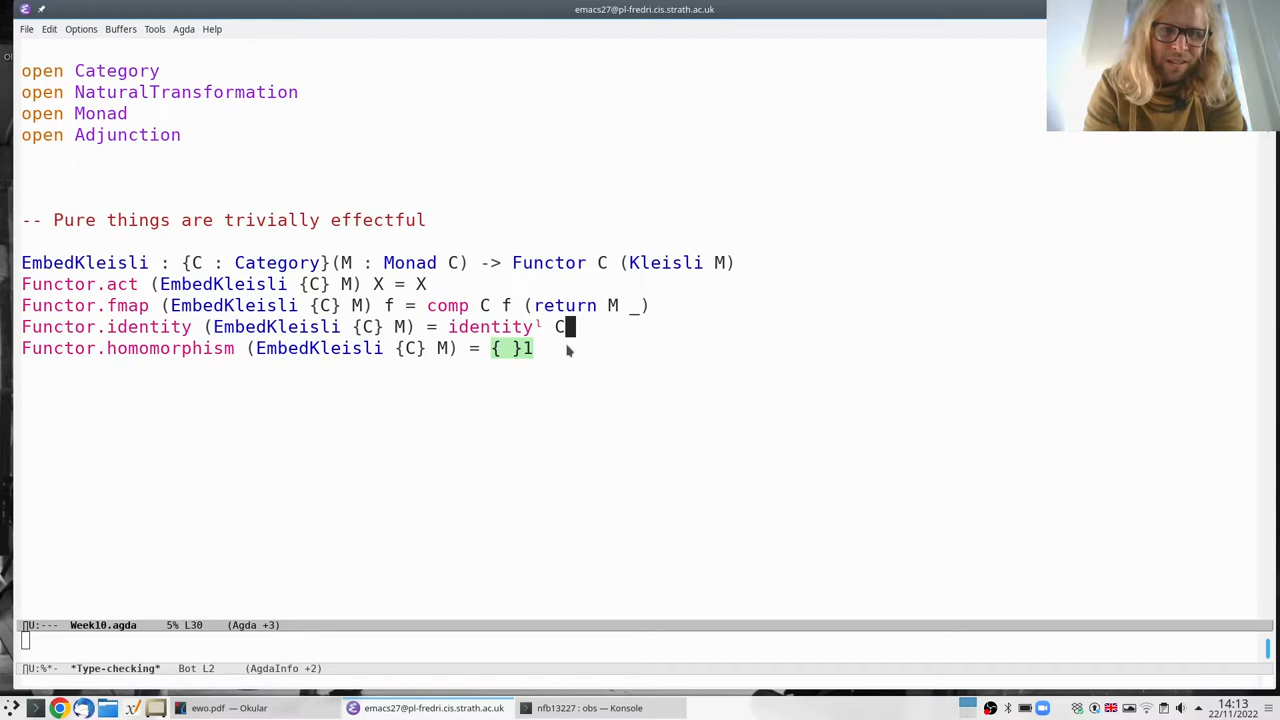 emacs27@pl-fredri.cis.strath.ac.uk
File Edit Options Buffers Tools Agda Help
open Category
open NaturalTransformation
open Monad
open Adjunction
-- Pure things are trivially effectful
EmbedKleisli : {C : Category}(M : Monad C) -> Functor C (Kleisli M)
Functor.act (EmbedKleisli {C} M) X = X
Functor.fmap (EmbedKleisli {C} M) f = comp C f (return M _)
Functor.identity (EmbedKleisli {C} M) = identityˡ C
Functor.homomorphism (EmbedKleisli {C} M) = { }1
∏U:--- Week10.agda 5% L30 (Agda +3)
∏U:%*- *Type-checking* Bot L2 (AgdaInfo +2)
ewo.pdf — Okular emacs27@pl-fredri.cis.strath.ac.uk nfb13227 : obs — Konsole 14:13
22/11/2022